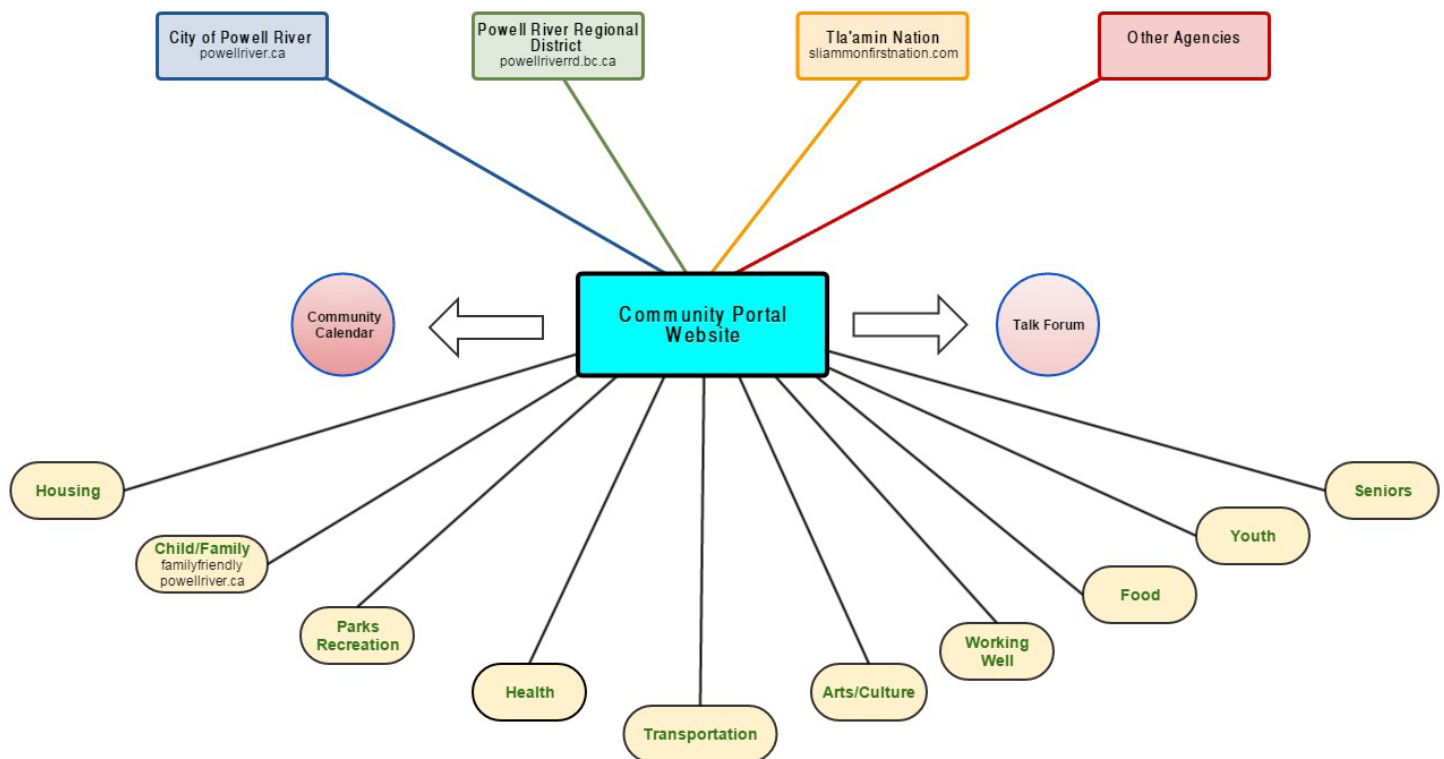 City of Powell River
powellriver.ca
Powell River Regional
District
powellriverrd.bc.ca
Tla'amin Nation
sliammonfirstnation.com
Other Agencies
Community
Calendar
Community Portal
Website
Talk Forum
Housing
Seniors
Child/Family
familyfriendly
powellriver.ca
Youth
Parks
Recreation
Food
Working
Well
Health
Arts/Culture
Transportation